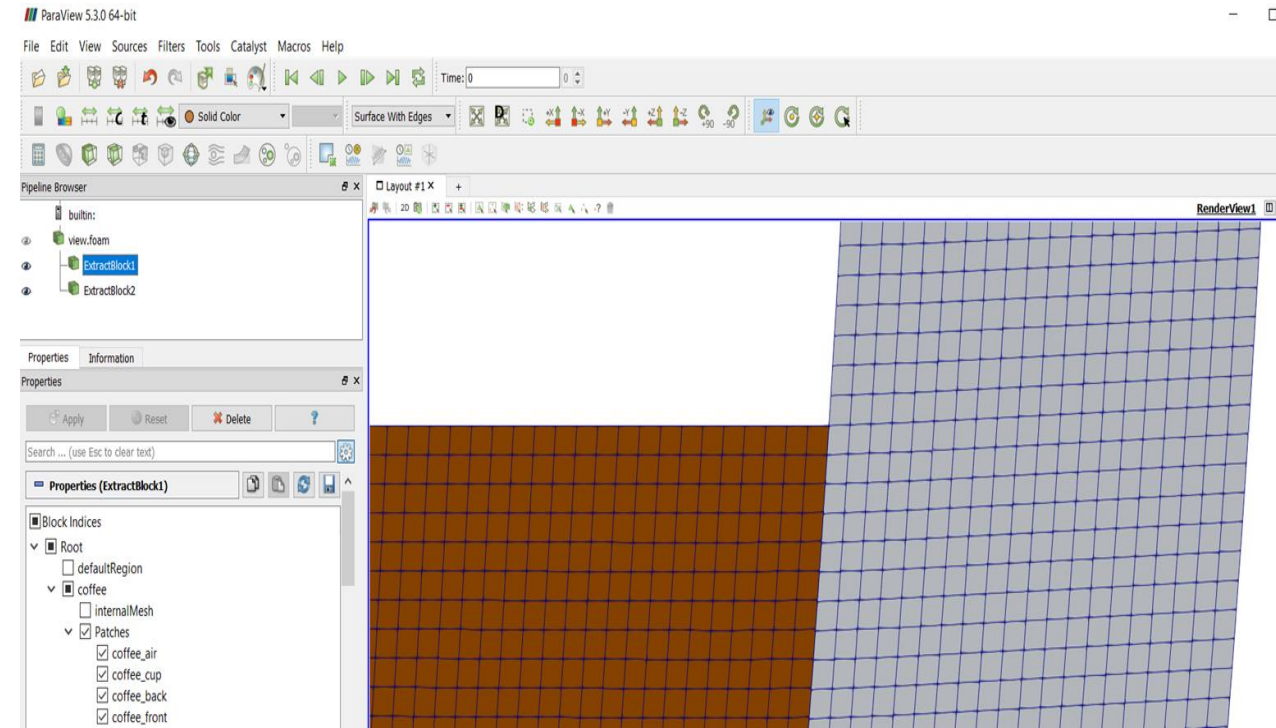 ParaView 5.3.0 64-bit
File Edit View Sources Filters Tools Catalyst Macros Help
Time: 0 0
Solid Color Surface With Edges +X -X +Y -Y +Z -Z +90 -90
Pipeline Browser Layout #1 +
builtin: 2D RenderView1
view.foam
ExtractBlock1
ExtractBlock2
Properties Information
Properties
Apply Reset Delete ?
Search ... (use Esc to clear text)
Properties (ExtractBlock1)
Block Indices
Root
defaultRegion
coffee
internalMesh
Patches
coffee_air
coffee_cup
coffee_back
coffee_front